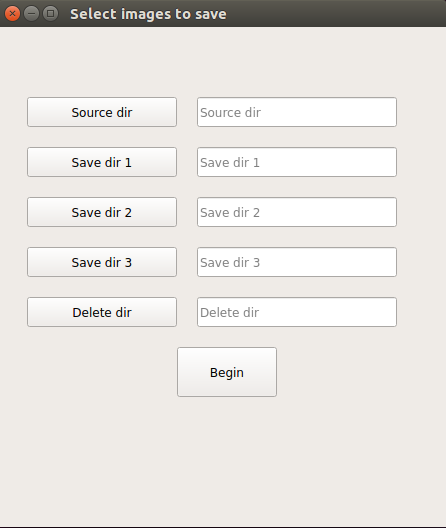 Select images to save
Source dir Source dir
Save dir 1 Save dir 1
Save dir 2 Save dir 2
Save dir 3 Save dir 3
Delete dir Delete dir
Begin